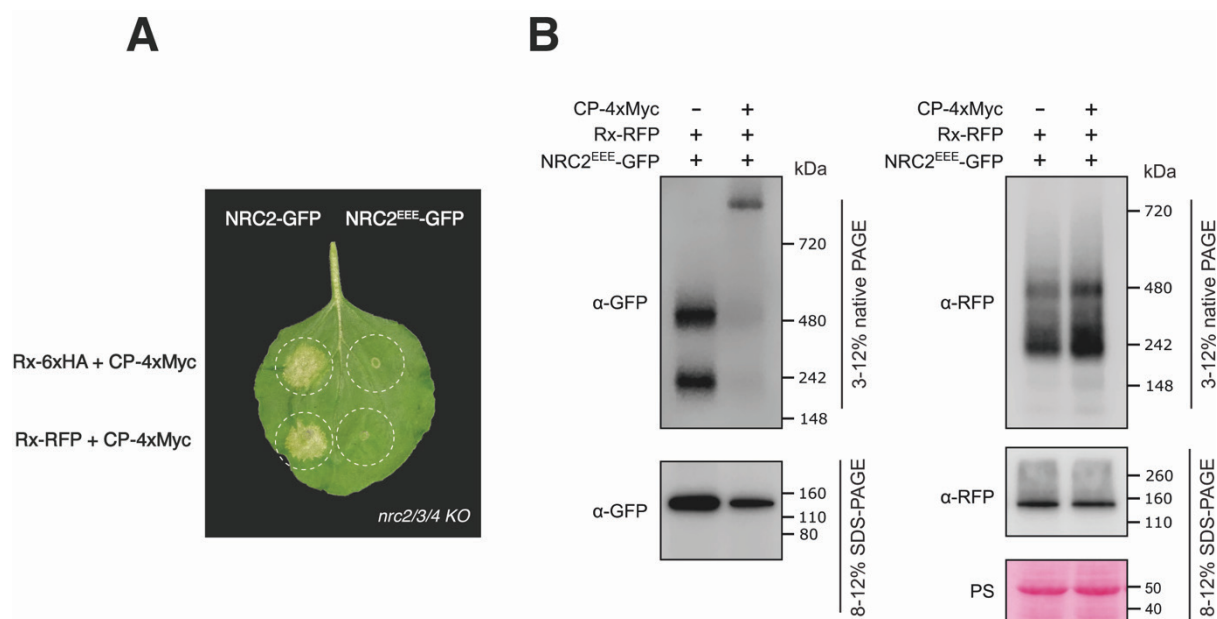 A
NRC2-GFP NRC2ᴱᴱᴱ-GFP
Rx-6xHA + CP-4xMyc
Rx-RFP + CP-4xMyc
nrc2/3/4 KO
B
CP-4xMyc - +
Rx-RFP + +
NRC2ᴱᴱᴱ-GFP + +
kDa
α-GFP
720
480
242
148
3-12% native PAGE
α-GFP
160
110
80
8-12% SDS-PAGE
CP-4xMyc - +
Rx-RFP + +
NRC2ᴱᴱᴱ-GFP + +
kDa
α-RFP
720
480
242
148
3-12% native PAGE
α-RFP
260
160
110
PS
50
40
8-12% SDS-PAGE